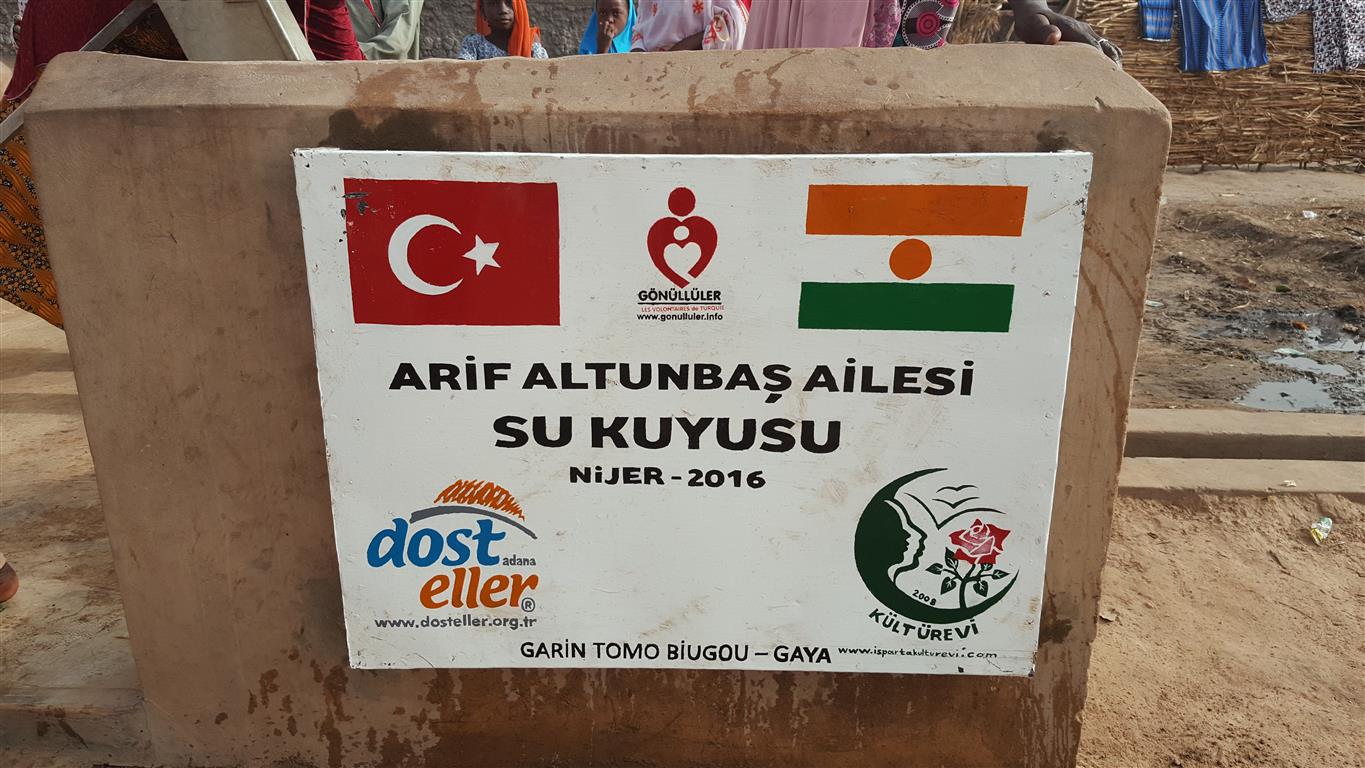 GÖNÜLLÜLER
LES VOLONTAIRES de TURQUIE
www.gonulluler.info
ARİF ALTUNBAŞ AİLESİ
SU KUYUSU
NİJER - 2016
dost
adana
eller®
www.dosteller.org.tr
2008
KÜLTÜREVİ
www.ispartakulturevi.com
GARİN TOMO BİUGOU – GAYA